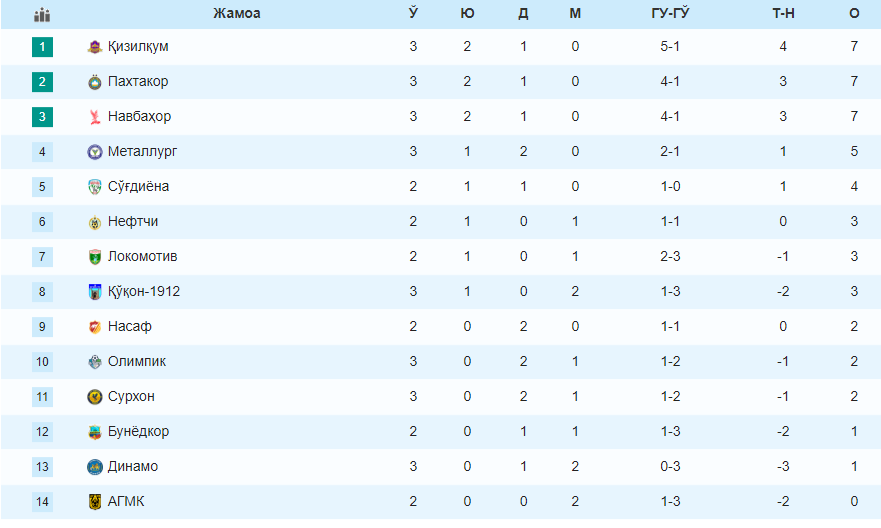 Жамоа Ў Ю Д М ГУ-ГЎ Т-Н О
1 Қизилқум 3 2 1 0 5-1 4 7
2 Пахтакор 3 2 1 0 4-1 3 7
3 Навбаҳор 3 2 1 0 4-1 3 7
4 Металлург 3 1 2 0 2-1 1 5
5 Сўғдиёна 2 1 1 0 1-0 1 4
6 Нефтчи 2 1 0 1 1-1 0 3
7 Локомотив 2 1 0 1 2-3 -1 3
8 Қўқон-1912 3 1 0 2 1-3 -2 3
9 Насаф 2 0 2 0 1-1 0 2
10 Олимпик 3 0 2 1 1-2 -1 2
11 Сурхон 3 0 2 1 1-2 -1 2
12 Бунёдкор 2 0 1 1 1-3 -2 1
13 Динамо 3 0 1 2 0-3 -3 1
14 АГМК 2 0 0 2 1-3 -2 0